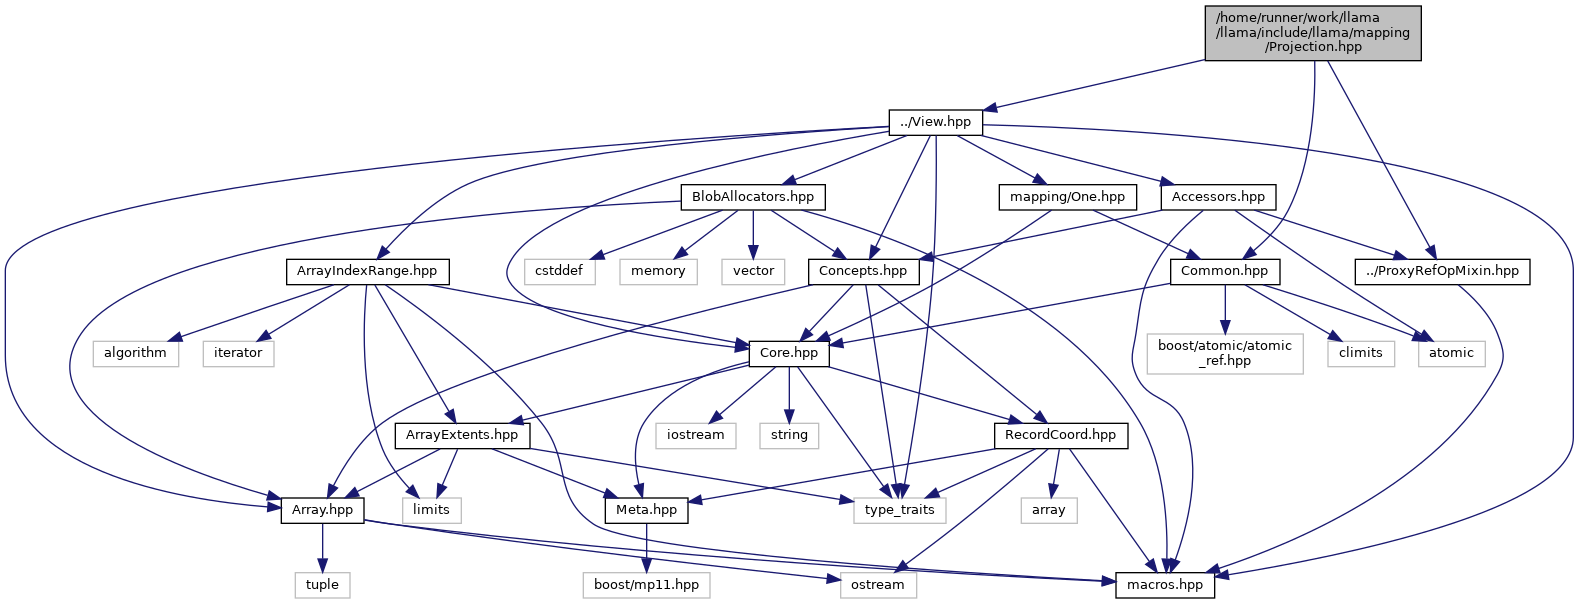 /home/runner/work/llama
/llama/include/llama/mapping
/Projection.hpp
../View.hpp
BlobAllocators.hpp
mapping/One.hpp
Accessors.hpp
ArrayIndexRange.hpp
cstddef
memory
vector
Concepts.hpp
Common.hpp
../ProxyRefOpMixin.hpp
algorithm
iterator
Core.hpp
boost/atomic/atomic
_ref.hpp
climits
atomic
ArrayExtents.hpp
iostream
string
RecordCoord.hpp
Array.hpp
limits
Meta.hpp
type_traits
array
tuple
boost/mp11.hpp
ostream
macros.hpp